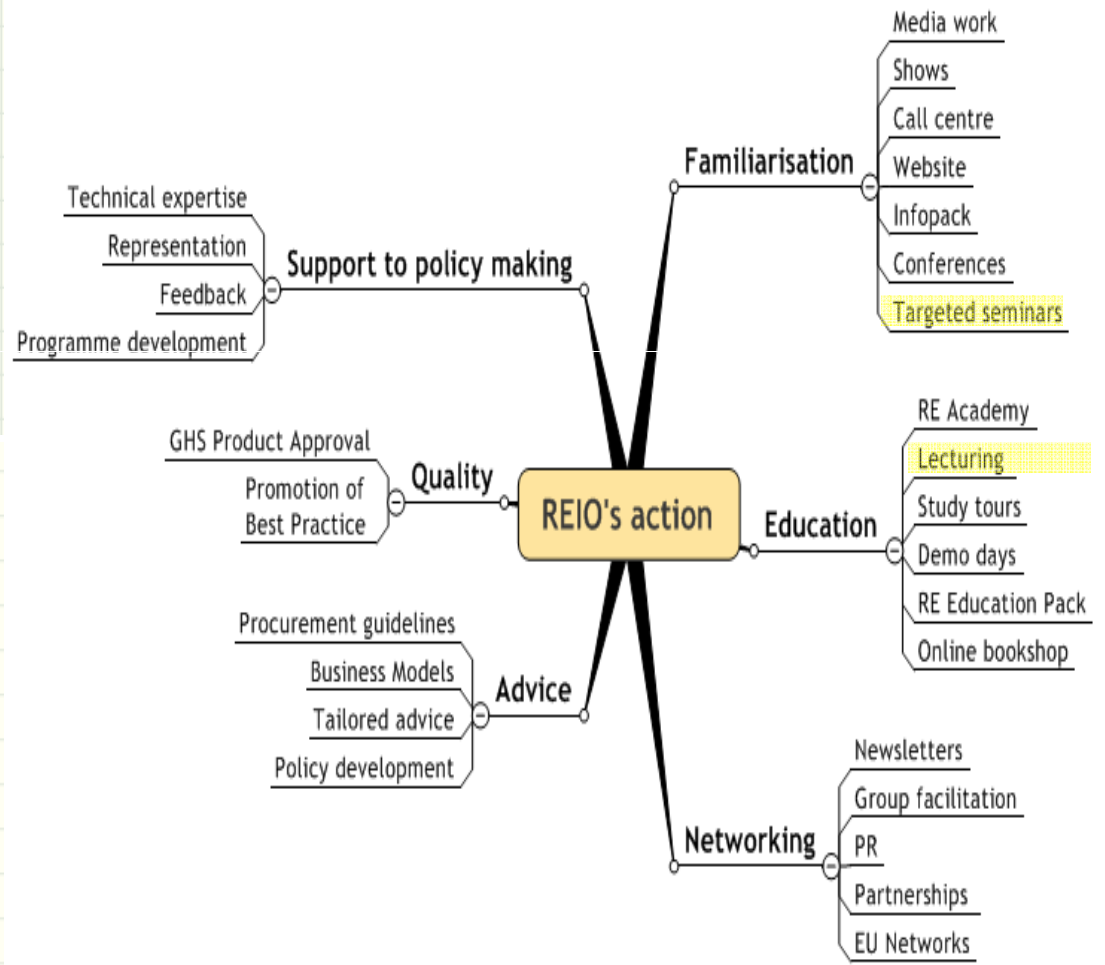 REIO's action
Familiarisation
Media work
Shows
Call centre
Website
Infopack
Conferences
Targeted seminars
Education
RE Academy
Lecturing
Study tours
Demo days
RE Education Pack
Online bookshop
Networking
Newsletters
Group facilitation
PR
Partnerships
EU Networks
Support to policy making
Technical expertise
Representation
Feedback
Programme development
Quality
GHS Product Approval
Promotion of
Best Practice
Advice
Procurement guidelines
Business Models
Tailored advice
Policy development